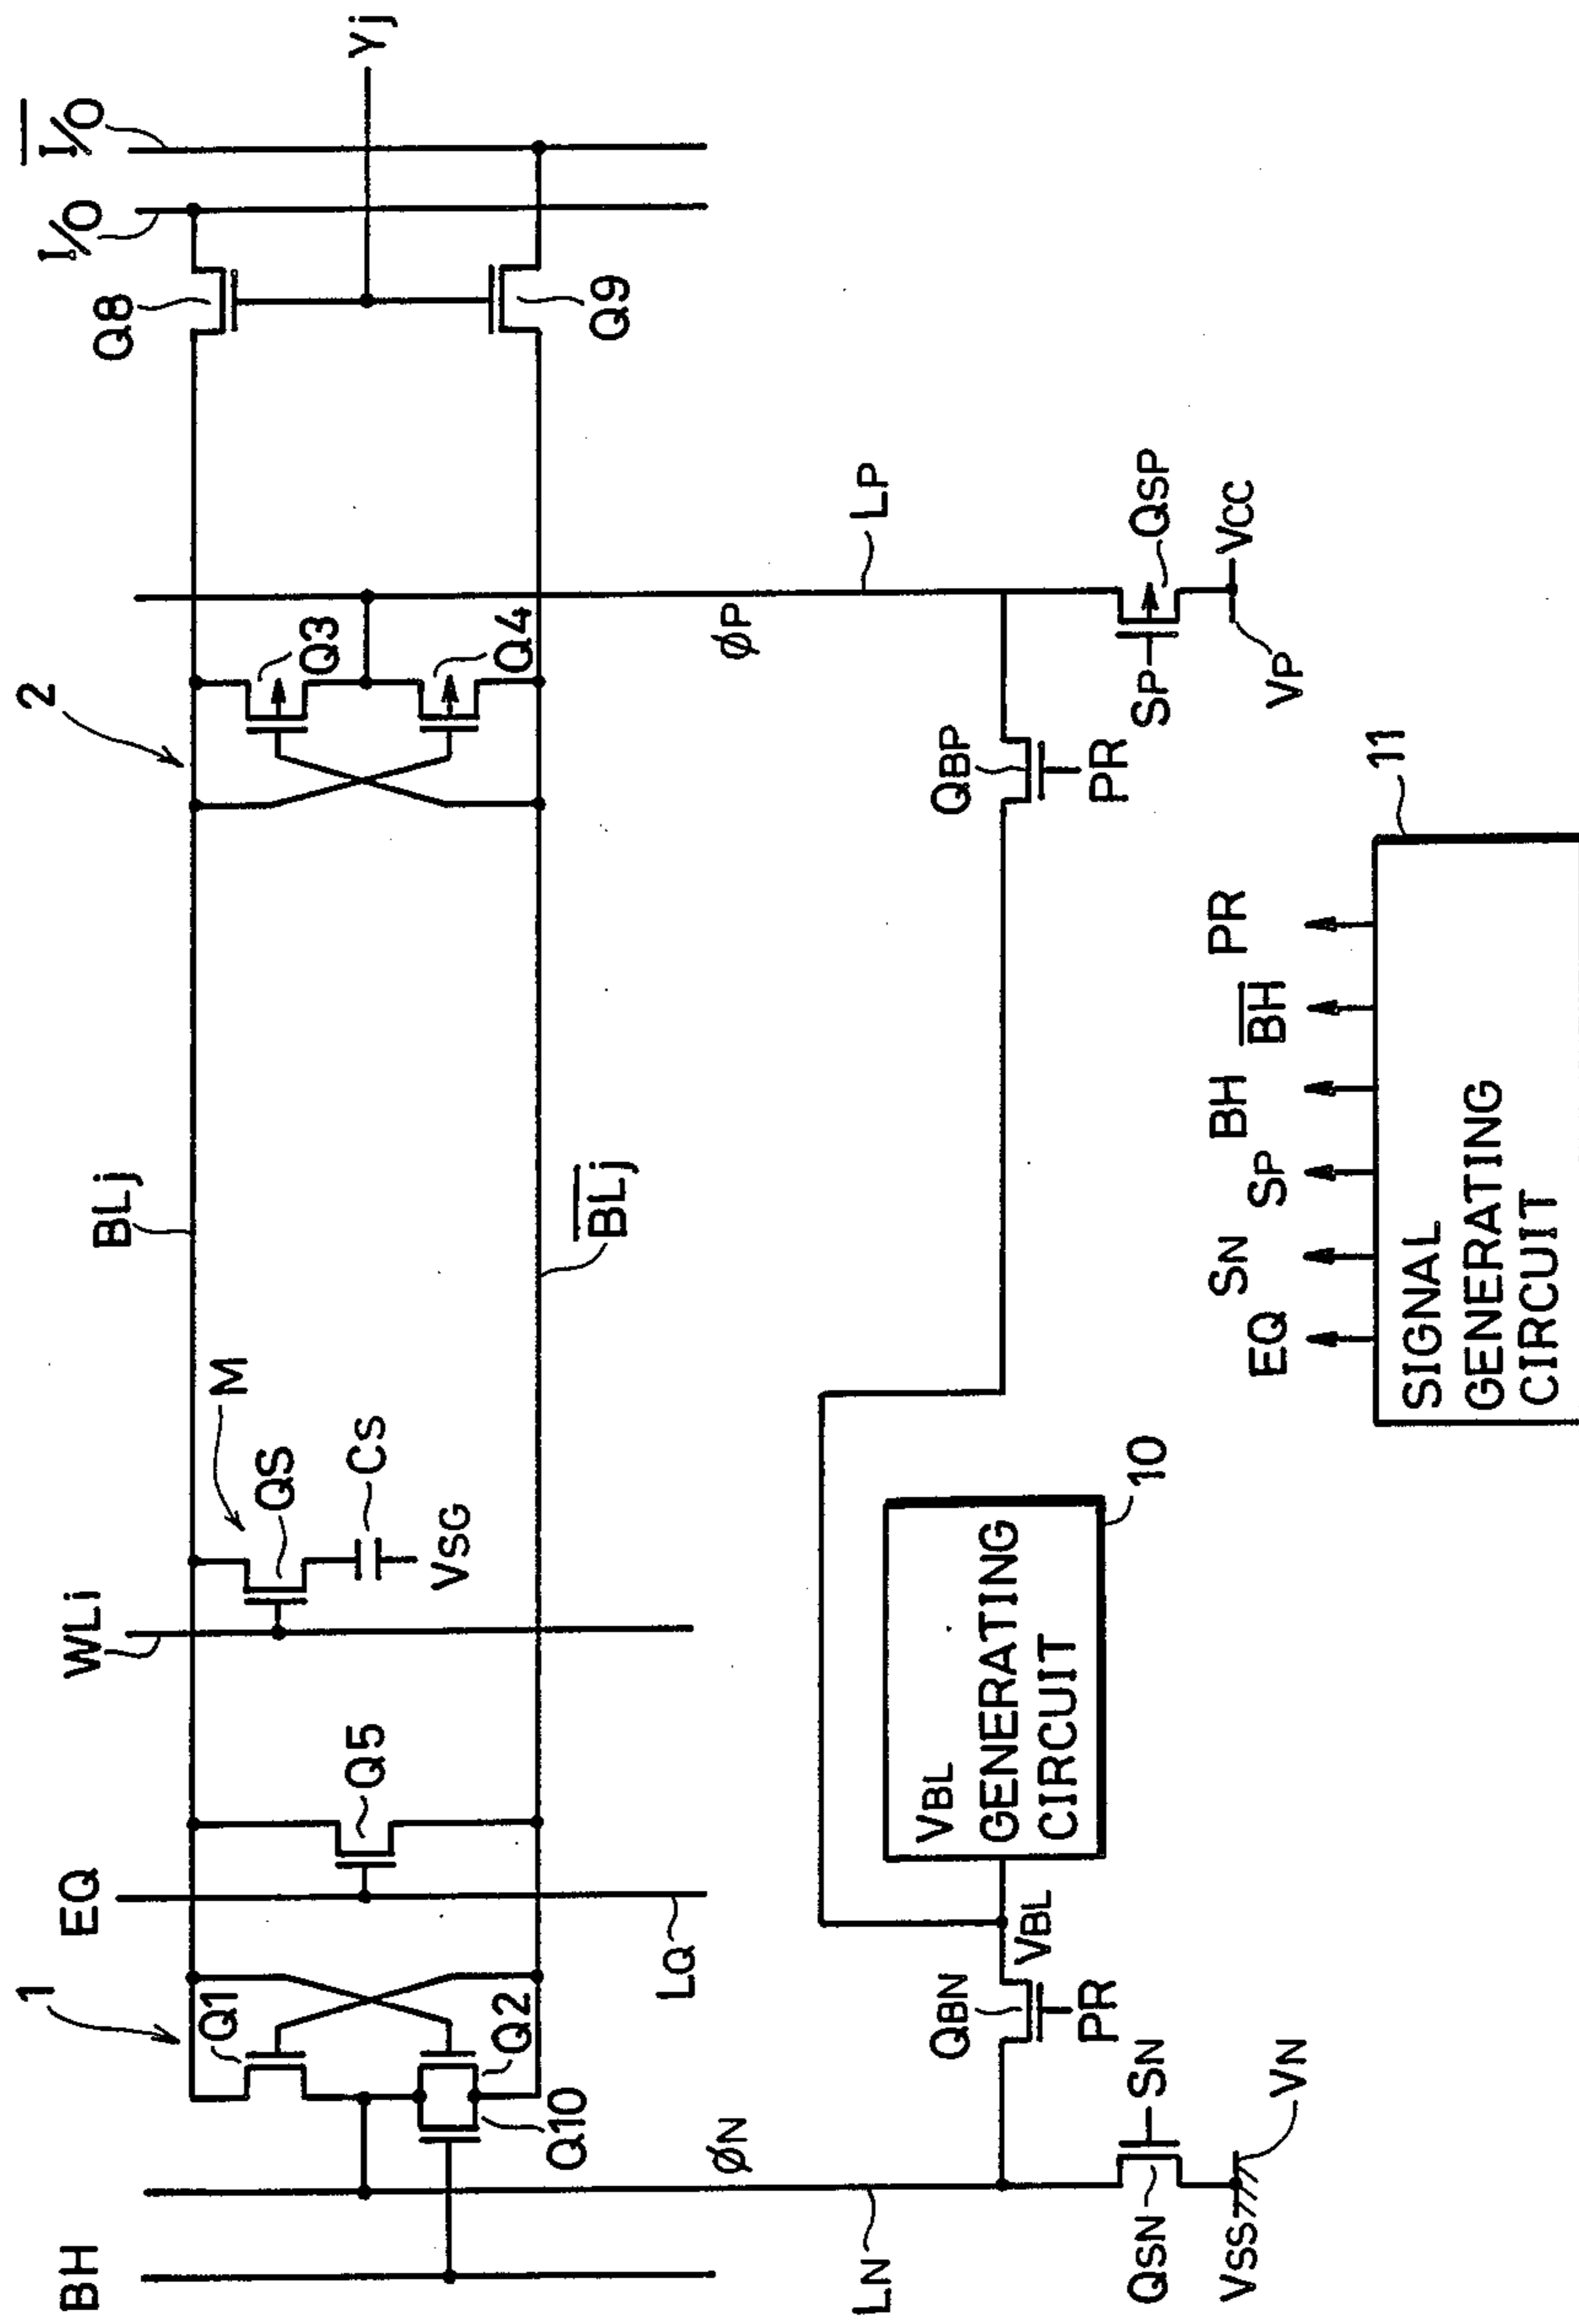 BH
EQ
WLi
I/O
I/O
1
Q1
Q2
Q10
Q5
M
QS
CS
VSG
BLj
BLj
2
Q3
Q4
Q8
Q9
Yj
LQ
ØN
LN
ØP
LP
QBN
PR
VBL
VBL
GENERATING
CIRCUIT
10
QBP
PR
QSN
SN
VSS
VN
SP
QSP
VCC
VP
EQ
SN
SP
BH
BH
PR
SIGNAL
GENERATING
CIRCUIT
11